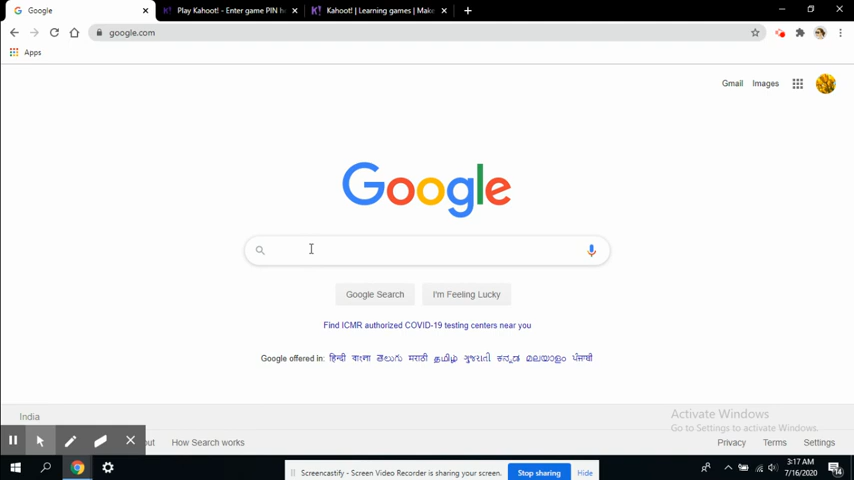 Google
Play Kahoot! - Enter game PIN h
Kahoot! | Learning games | Make
google.com
Apps
Gmail Images
Google
Google Search I'm Feeling Lucky
Find ICMR authorized COVID-19 testing centers near you
Google offered in: हिन्दी বাংলা తెలుగు मराठी தமிழ் ગુજરાતી ಕನ್ನಡ മലയാളം ਪੰਜਾਬੀ
India
Activate Windows
Go to Settings to activate Windows.
out How Search works Privacy Terms Settings
Screencastify - Screen Video Recorder is sharing your screen. Stop sharing Hide
3:17 AM
7/16/2020
14